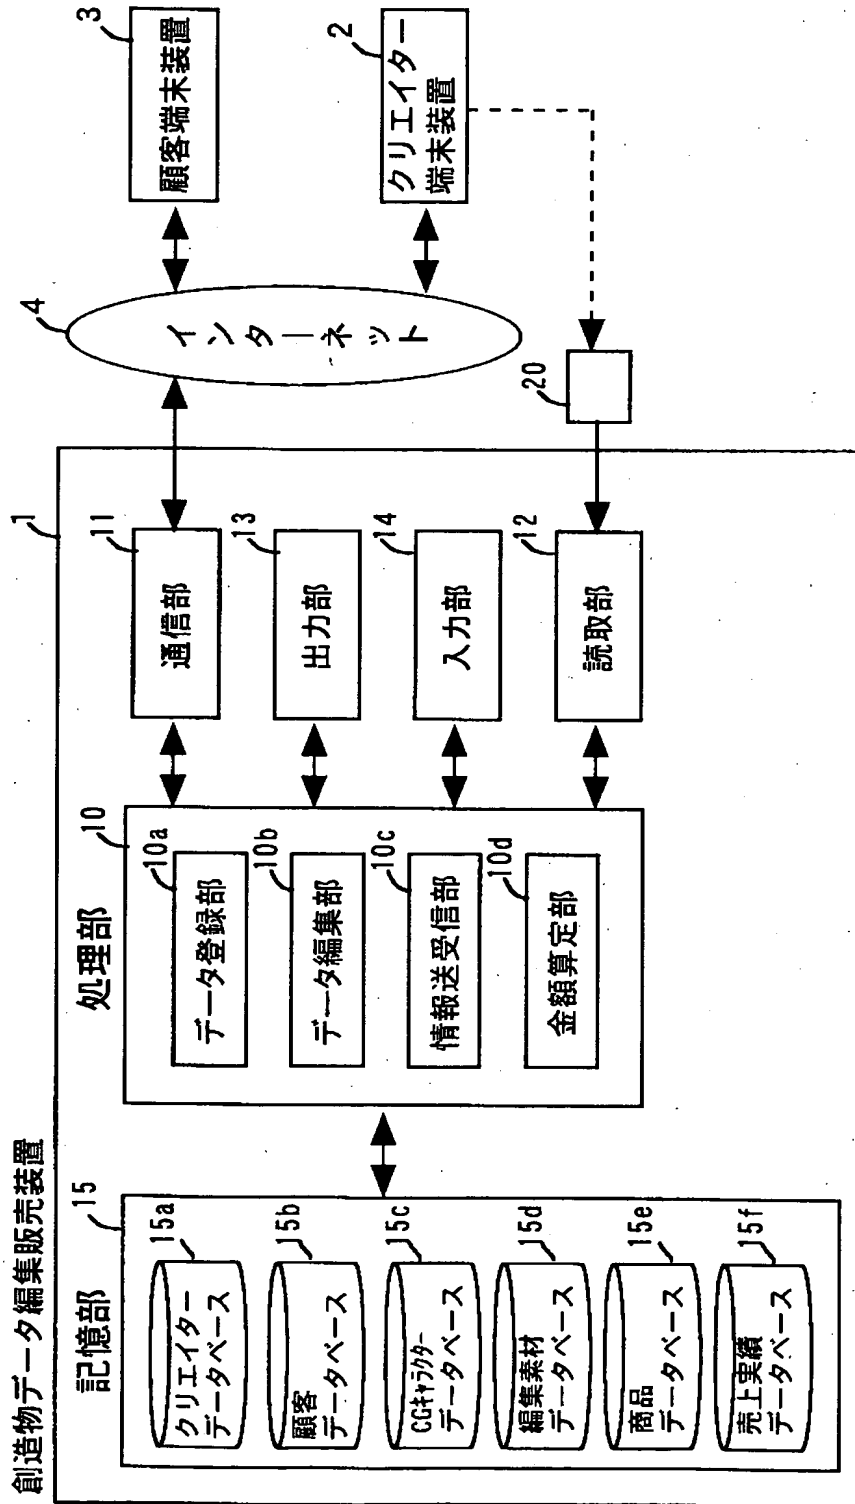 創造物データ編集販売装置
1
記憶部
15
クリエイター
データベース
15a
顧客
データベース
15b
CGキャラクター
データベース
15c
編集素材
データベース
15d
商品
データベース
15e
売上実績
データベース
15f
処理部
10
データ登録部
10a
データ編集部
10b
情報送受信部
10c
金額算定部
10d
通信部
11
出力部
13
入力部
14
読取部
12
20
インターネット
4
顧客端末装置
3
クリエイター
端末装置
2